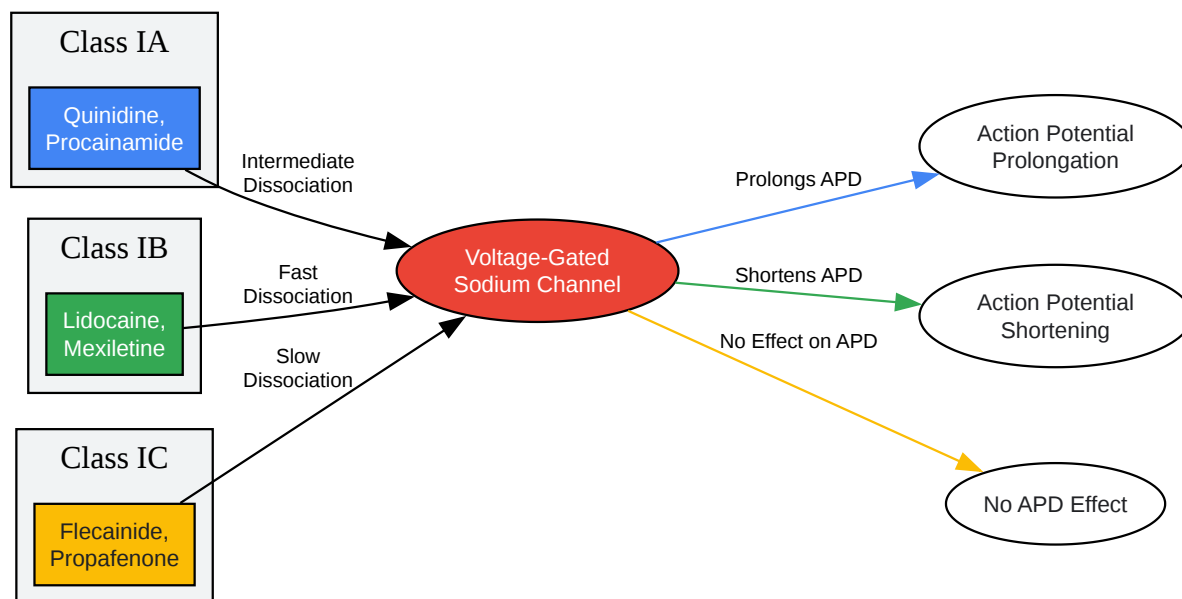 Class IA
Quinidine,
Procainamide
Intermediate
Dissociation
Class IB
Lidocaine,
Mexiletine
Fast
Dissociation
Class IC
Flecainide,
Propafenone
Slow
Dissociation
Voltage-Gated
Sodium Channel
Prolongs APD
Action Potential
Prolongation
Shortens APD
Action Potential
Shortening
No Effect on APD
No APD Effect